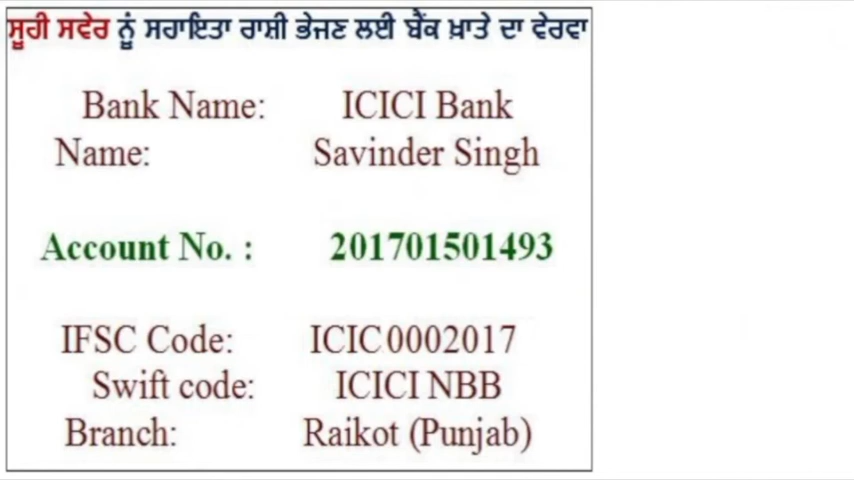 ਸੂਹੀ ਸਵੇਰ ਨੂੰ ਸਹਾਇਤਾ ਰਾਸ਼ੀ ਭੇਜਣ ਲਈ ਬੈਂਕ ਖ਼ਾਤੇ ਦਾ ਵੇਰਵਾ
Bank Name: ICICI Bank
Name: Savinder Singh
Account No. : 201701501493
IFSC Code: ICIC0002017
Swift code: ICICI NBB
Branch: Raikot (Punjab)